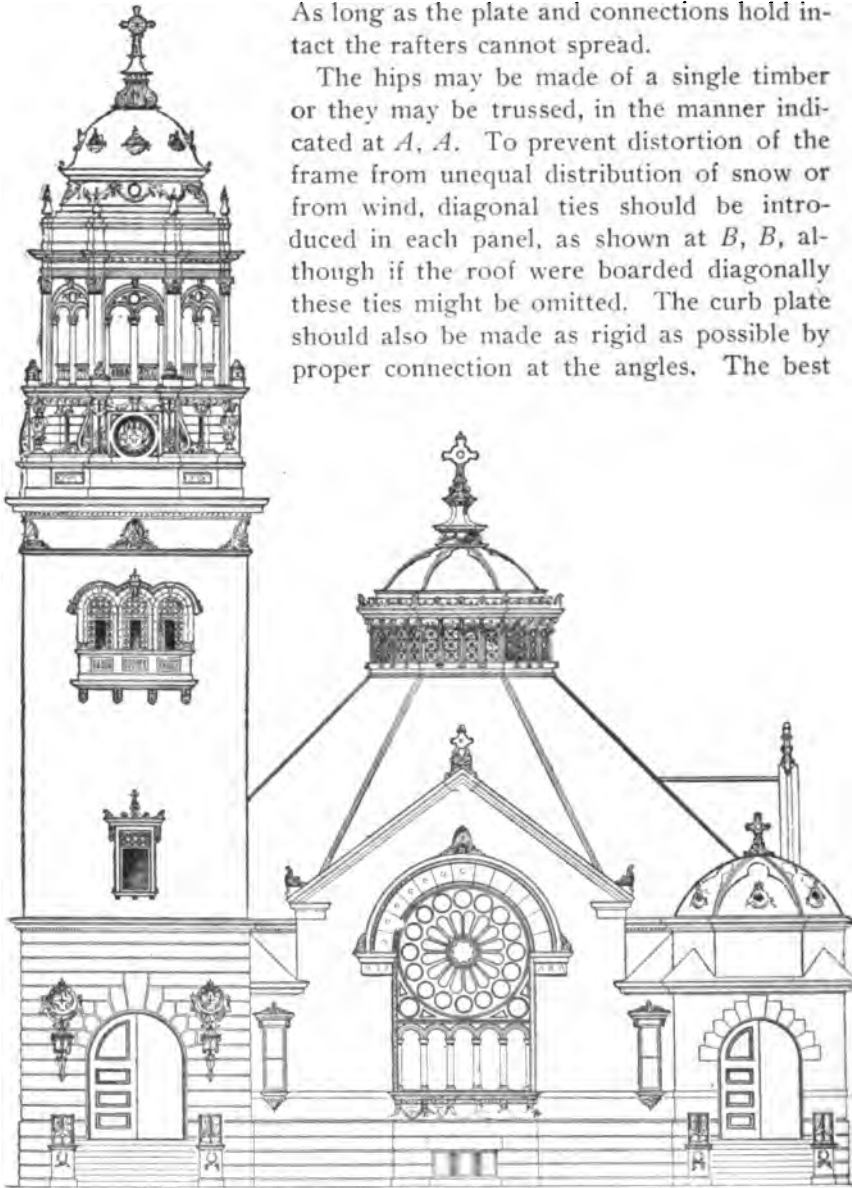 As long as the plate and connections hold in-
tact the rafters cannot spread.
The hips may be made of a single timber
or they may be trussed, in the manner indi-
cated at A, A. To prevent distortion of the
frame from unequal distribution of snow or
from wind, diagonal ties should be intro-
duced in each panel, as shown at B, B, al-
though if the roof were boarded diagonally
these ties might be omitted. The curb plate
should also be made as rigid as possible by
proper connection at the angles. The best